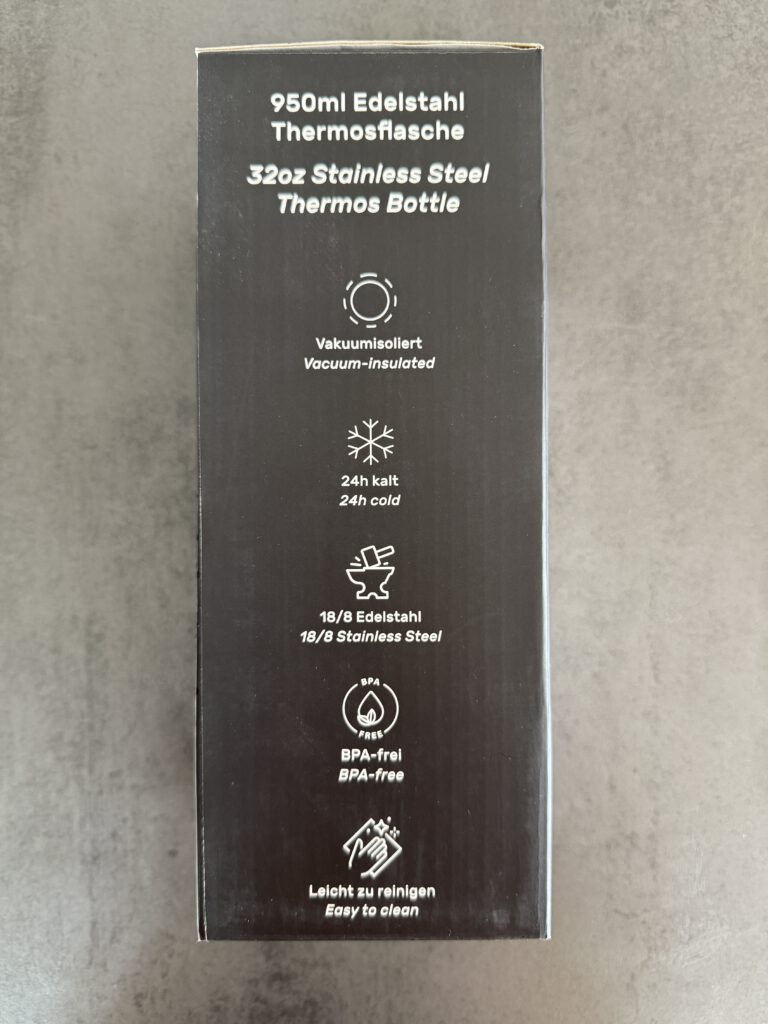 950ml Edelstahl
Thermosflasche
32oz Stainless Steel
Thermos Bottle
Vakuumisoliert
Vacuum-insulated
24h kalt
24h cold
18/8 Edelstahl
18/8 Stainless Steel
BPA
FREE
BPA-frei
BPA-free
Leicht zu reinigen
Easy to clean